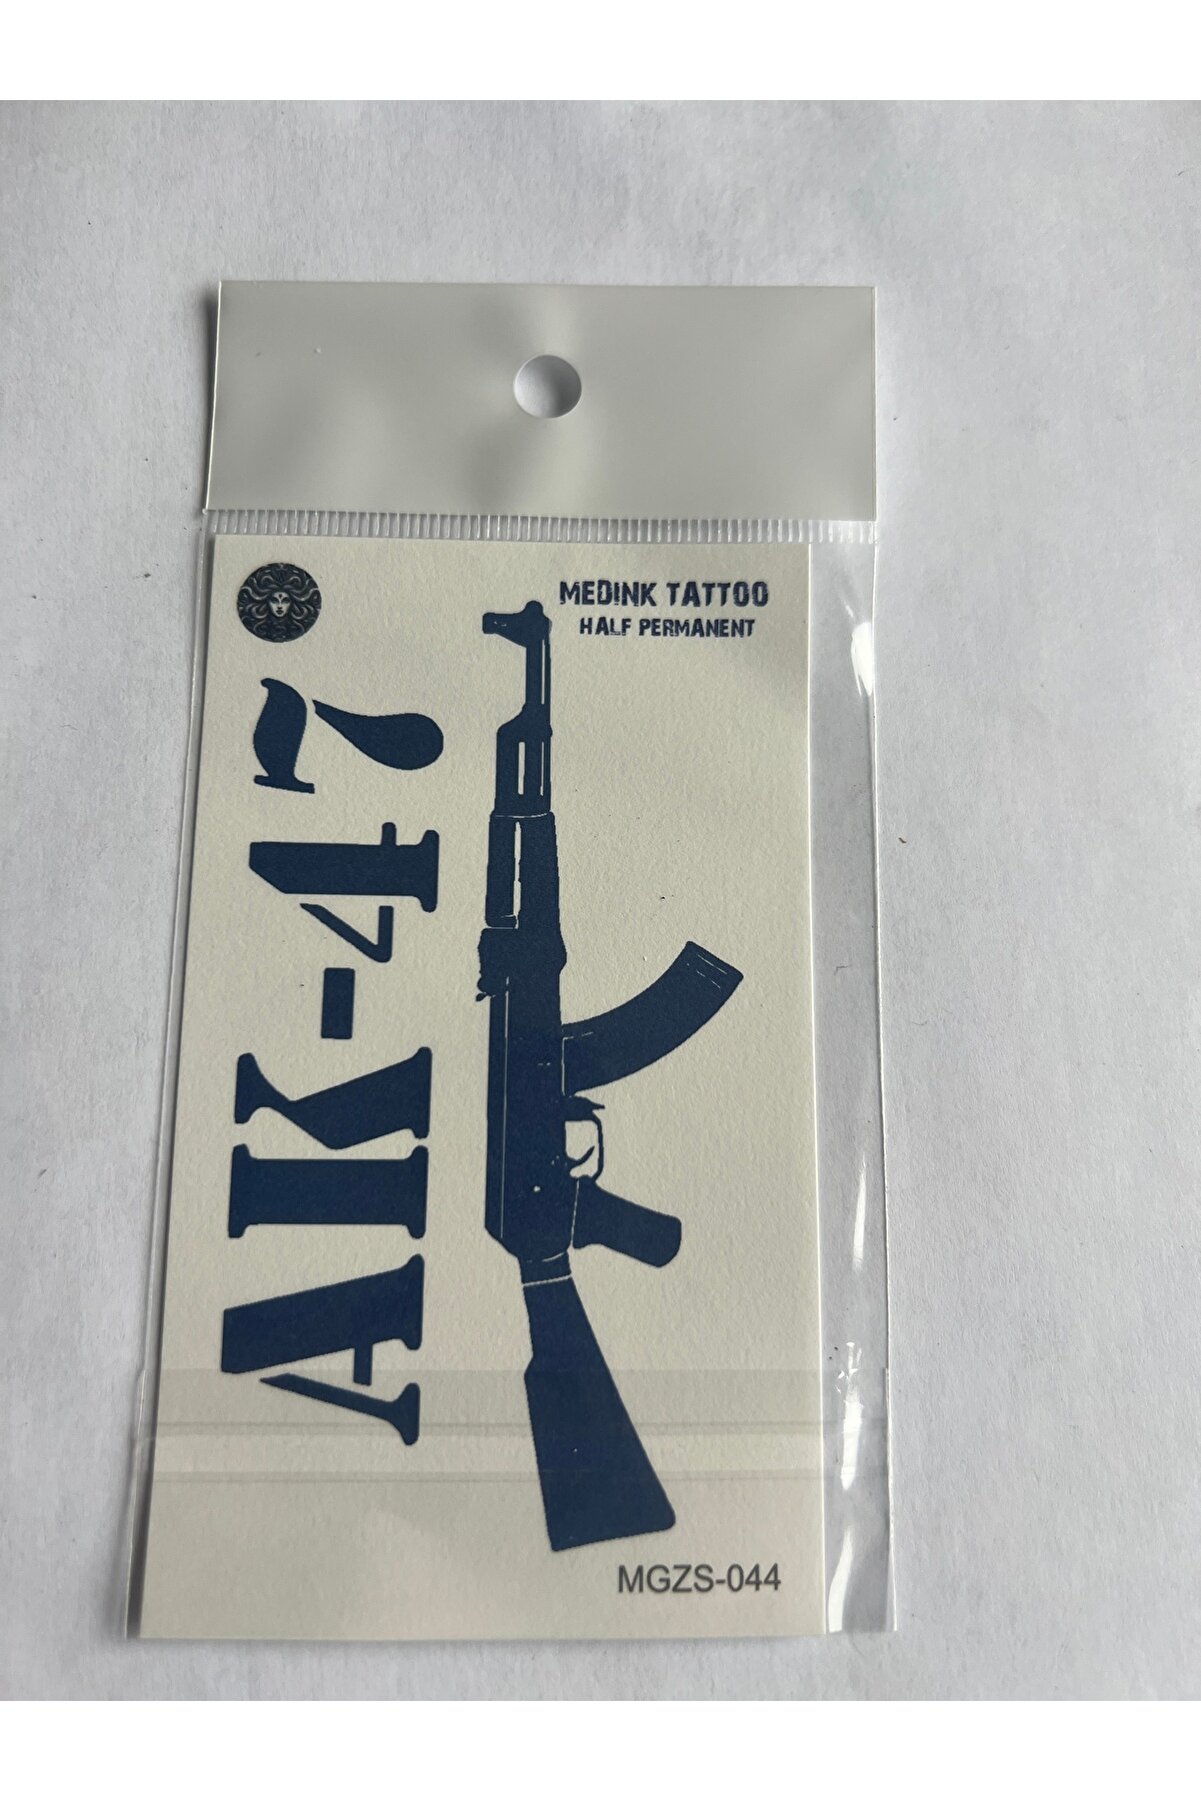 MEDINK TATTOO
HALF PERMANENT
AK-47
MGZS-044